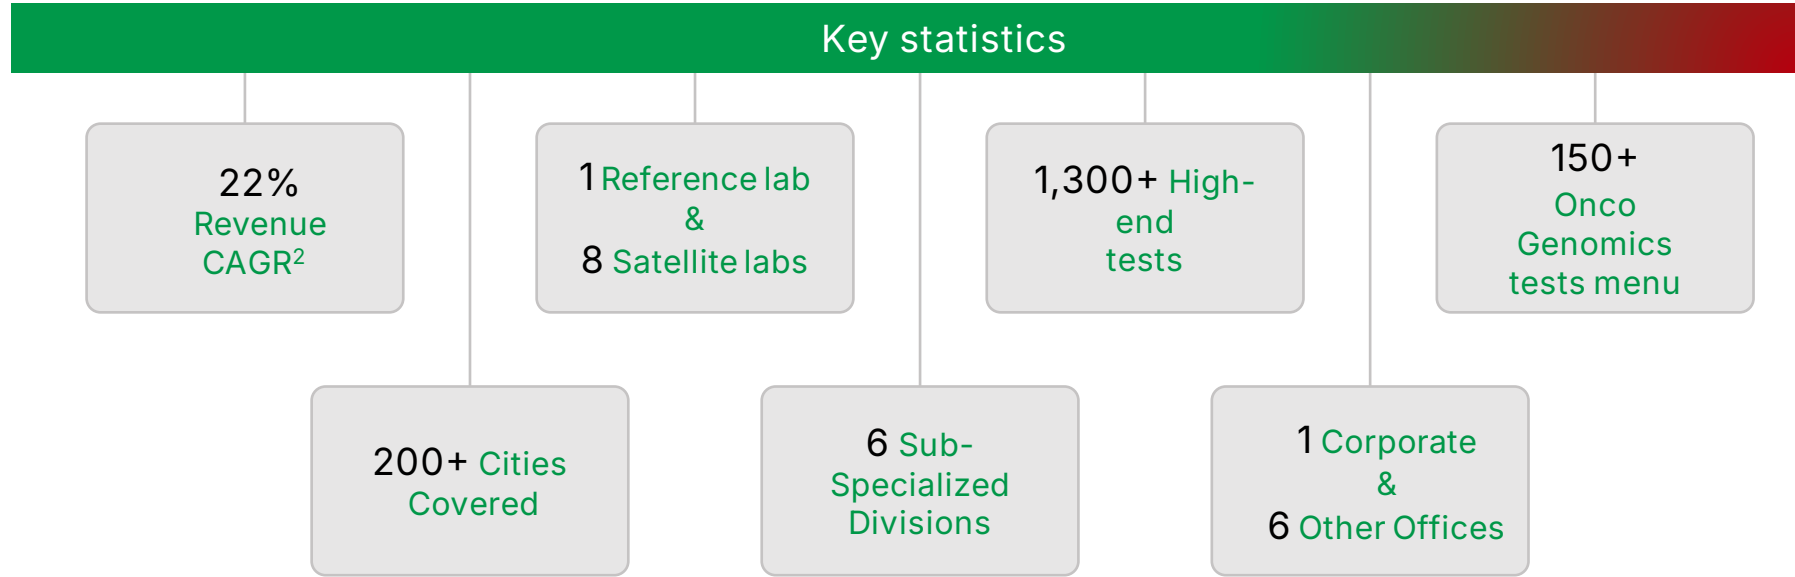 Key statistics
22%
Revenue
CAGR²
1 Reference lab
&
8 Satellite labs
1,300+ High-
end
tests
150+
Onco
Genomics
tests menu
200+ Cities
Covered
6 Sub-
Specialized
Divisions
1 Corporate
&
6 Other Offices